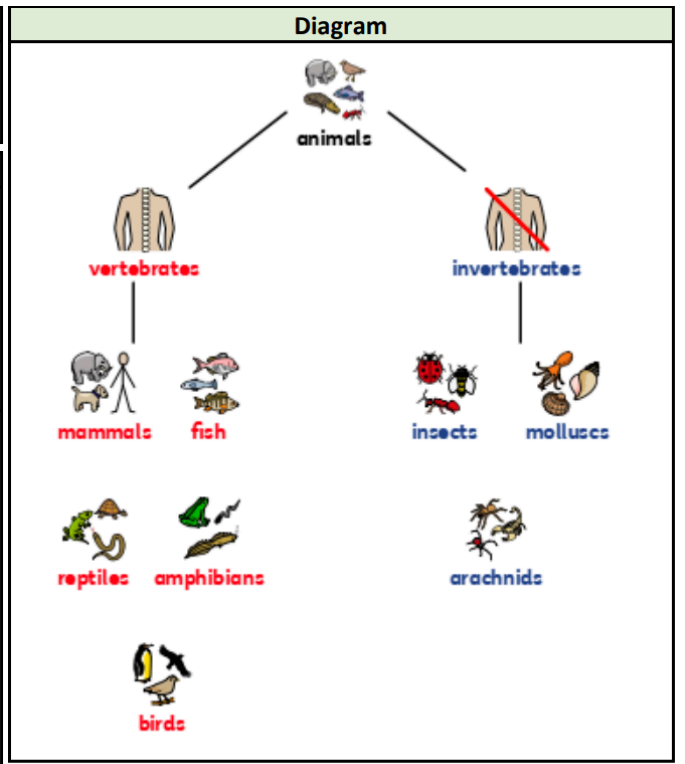 Diagram
animals
vertebrates
invertebrates
mammals
fish
insects
molluscs
reptiles
amphibians
arachnids
birds